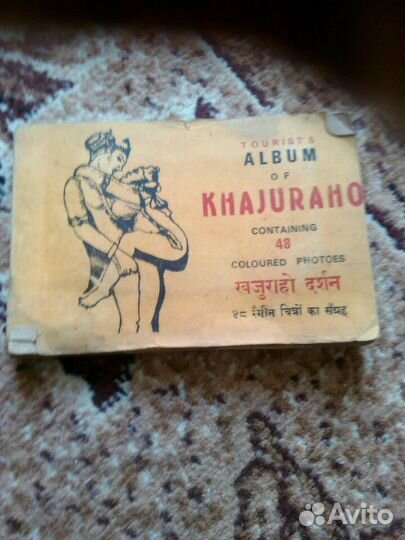 TOURIST'S
ALBUM
OF
KHAJURAHO
CONTAINING
48
COLOURED PHOTOES
खजुराहो दर्शन
४८ रंगीन चित्रों का सँग्रह
Avito